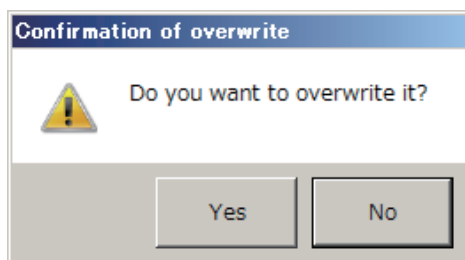 Confirmation of overwrite
Do you want to overwrite it?
Yes No